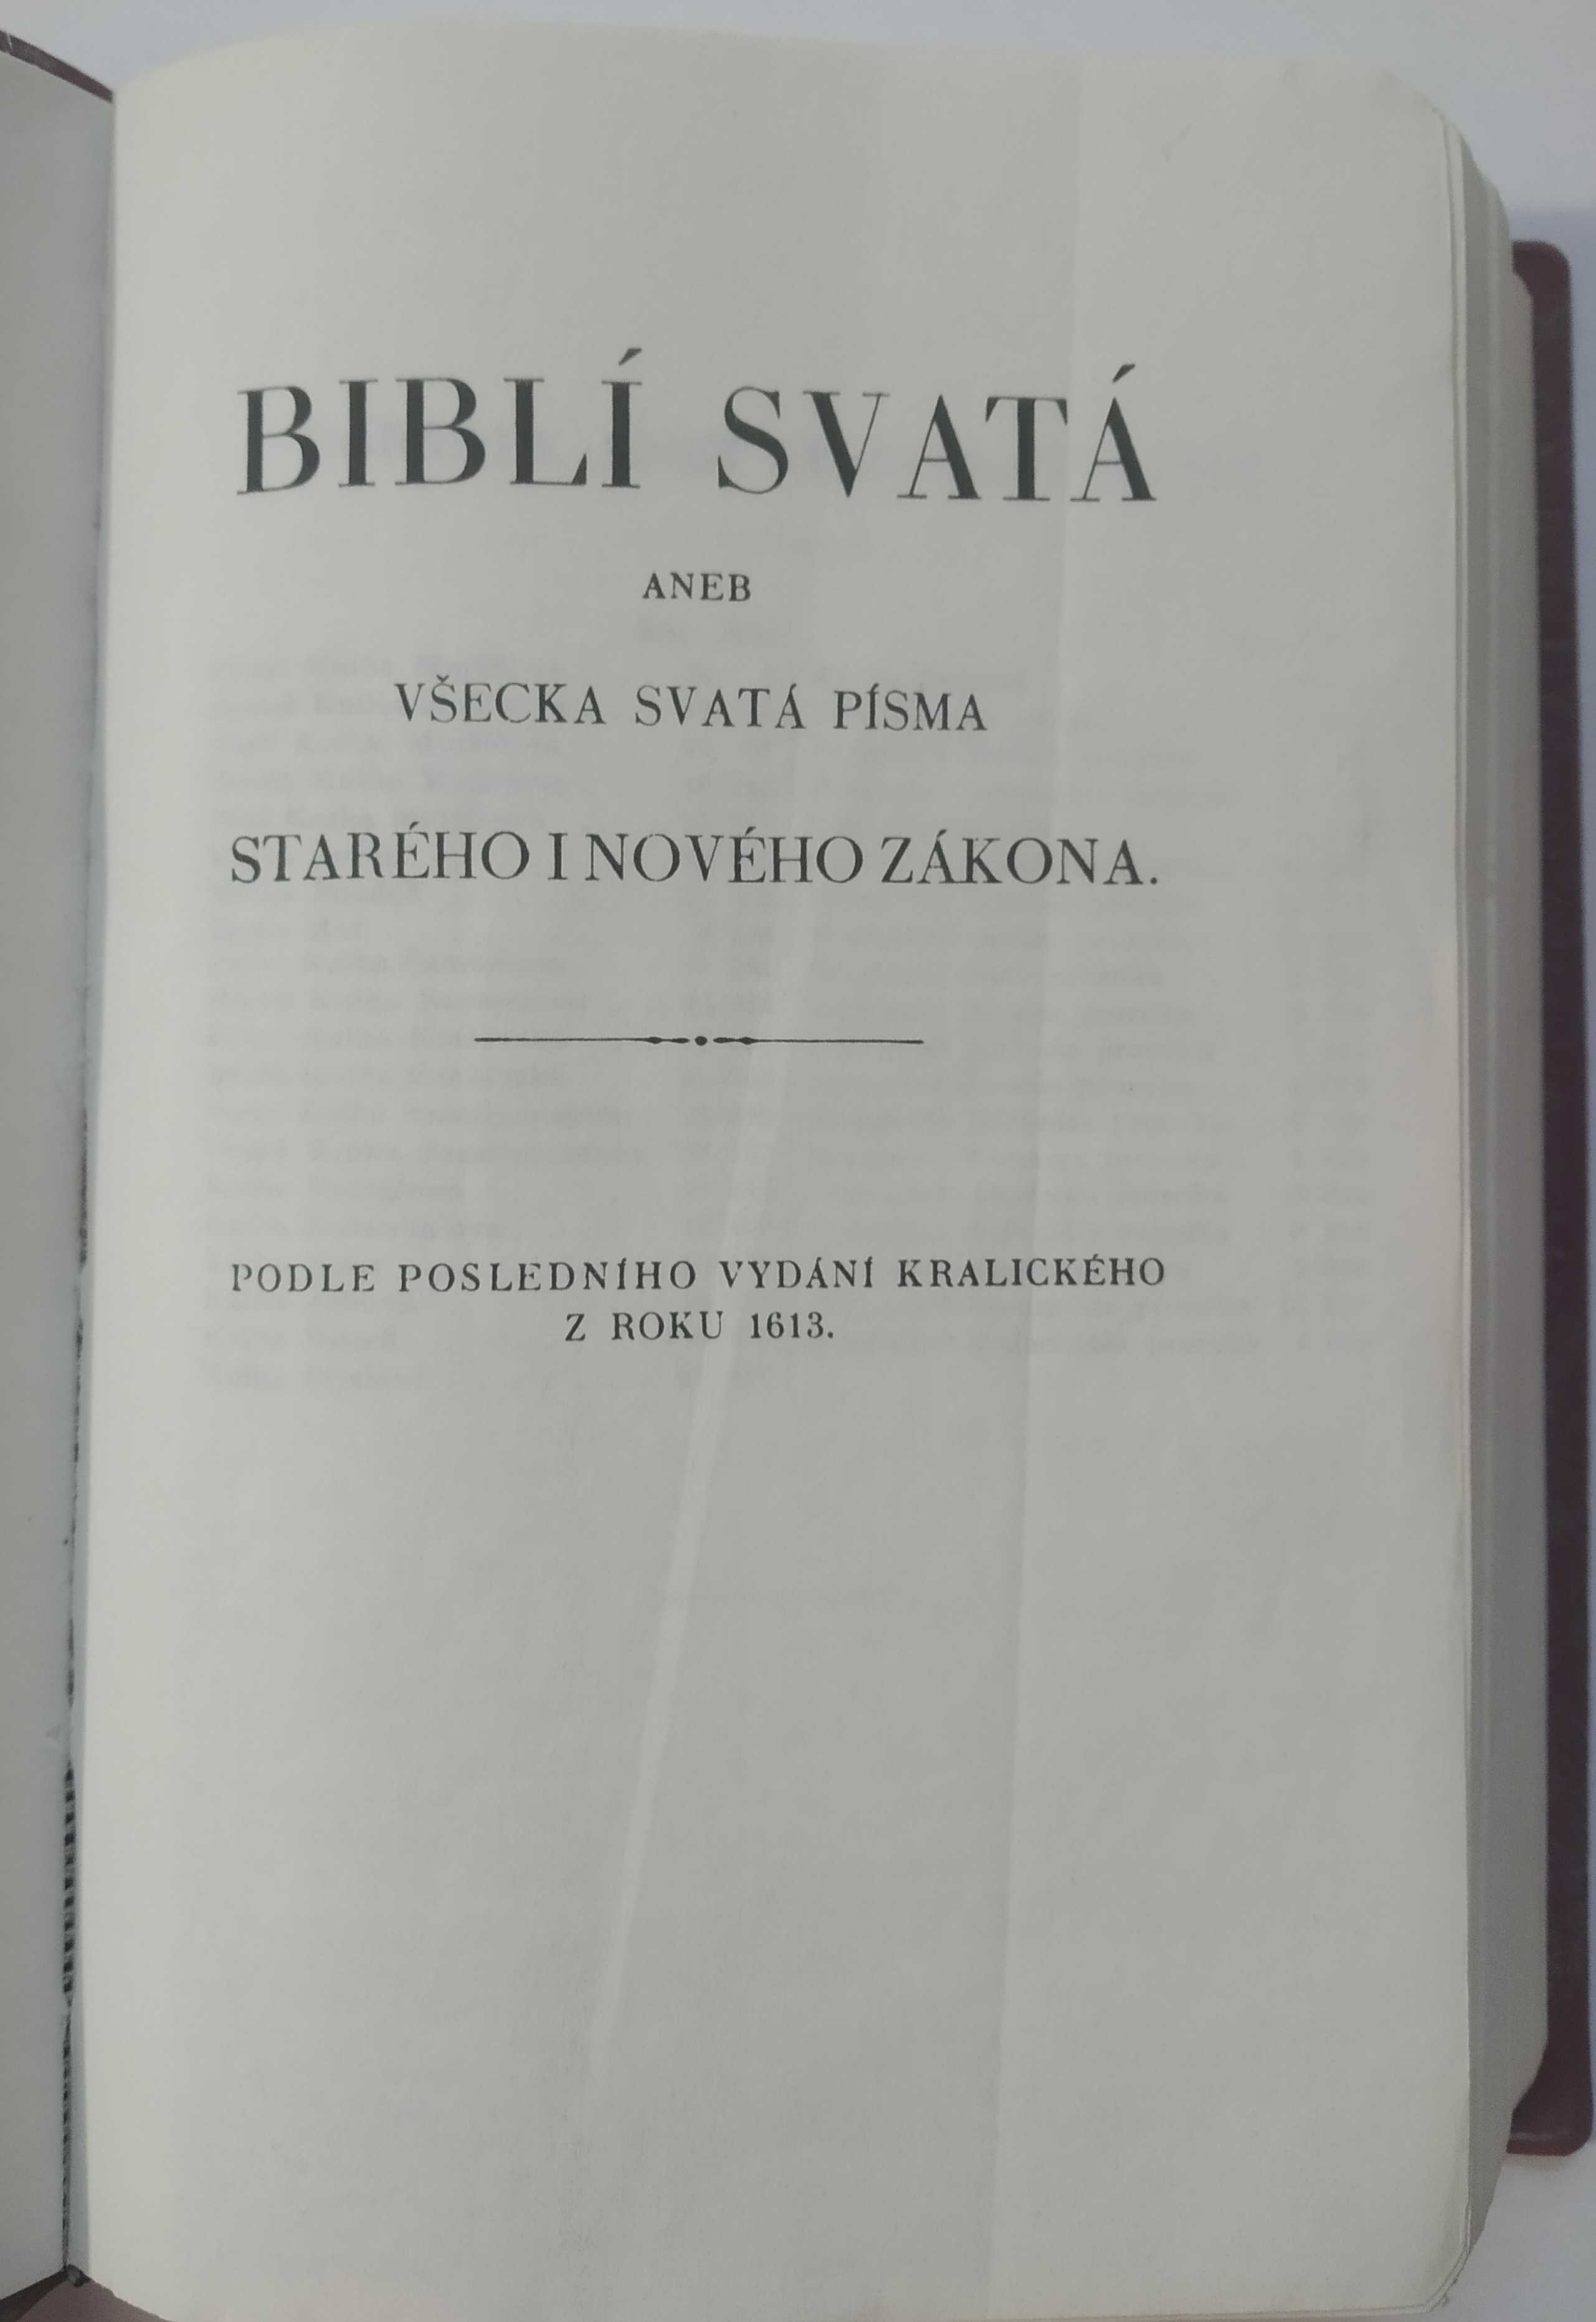 BIBLÍ SVATÁ
ANEB
VŠECKA SVATÁ PÍSMA
STARÉHO I NOVÉHO ZÁKONA.
PODLE POSLEDNÍHO VYDÁNÍ KRALICKÉHO
Z ROKU 1613.